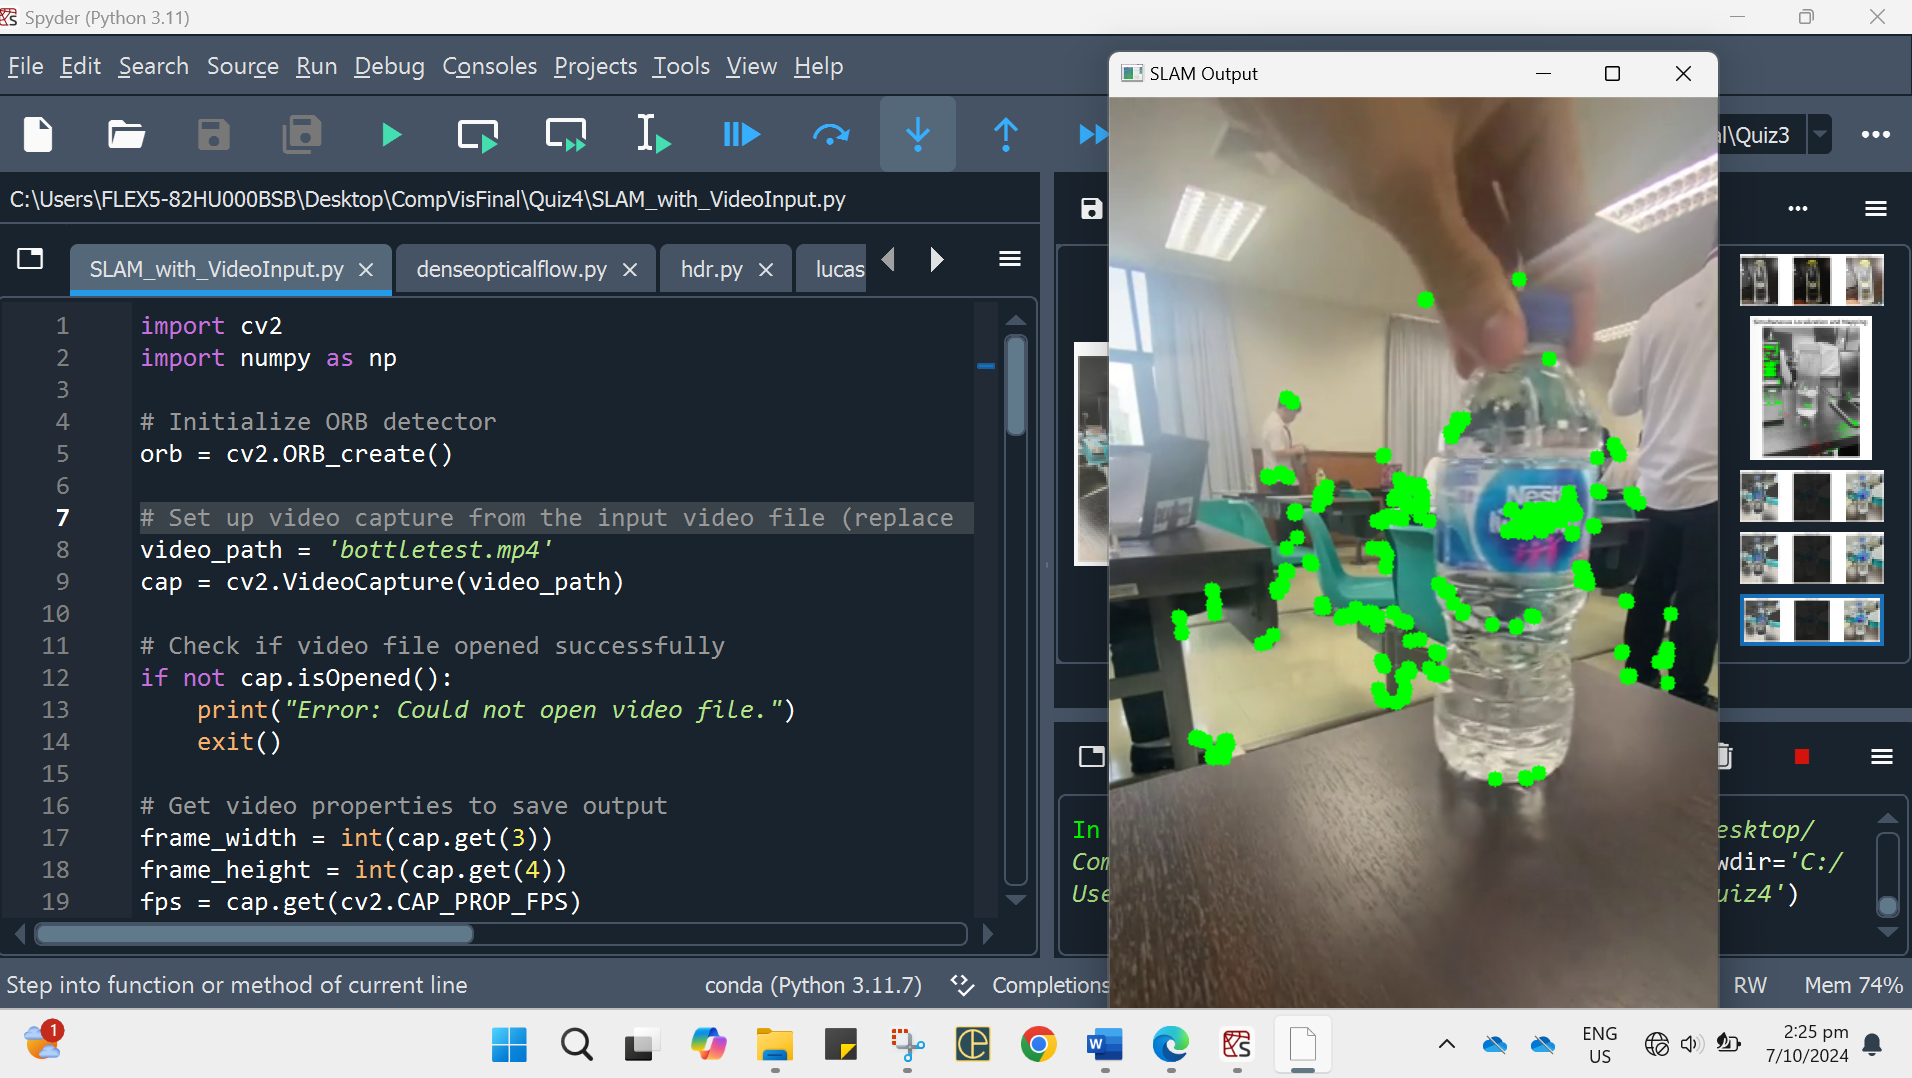 Spyder (Python 3.11)
File Edit Search Source Run Debug Consoles Projects Tools View Help
SLAM Output
al\Quiz3
C:\Users\FLEX5-82HU000BSB\Desktop\CompVisFinal\Quiz4\SLAM_with_VideoInput.py
SLAM_with_VideoInput.py denseopticalflow.py hdr.py lucas
1 import cv2
2 import numpy as np
3
4 # Initialize ORB detector
5 orb = cv2.ORB_create()
6
7 # Set up video capture from the input video file (replace
8 video_path = 'bottletest.mp4'
9 cap = cv2.VideoCapture(video_path)
10
11 # Check if video file opened successfully
12 if not cap.isOpened():
13 print("Error: Could not open video file.")
14 exit()
15
16 # Get video properties to save output
17 frame_width = int(cap.get(3))
18 frame_height = int(cap.get(4))
19 fps = cap.get(cv2.CAP_PROP_FPS)
In esktop/
Com wdir='C:/
Use uiz4')
Step into function or method of current line conda (Python 3.11.7) Completions RW Mem 74%
1
ENG
US
2:25 pm
7/10/2024